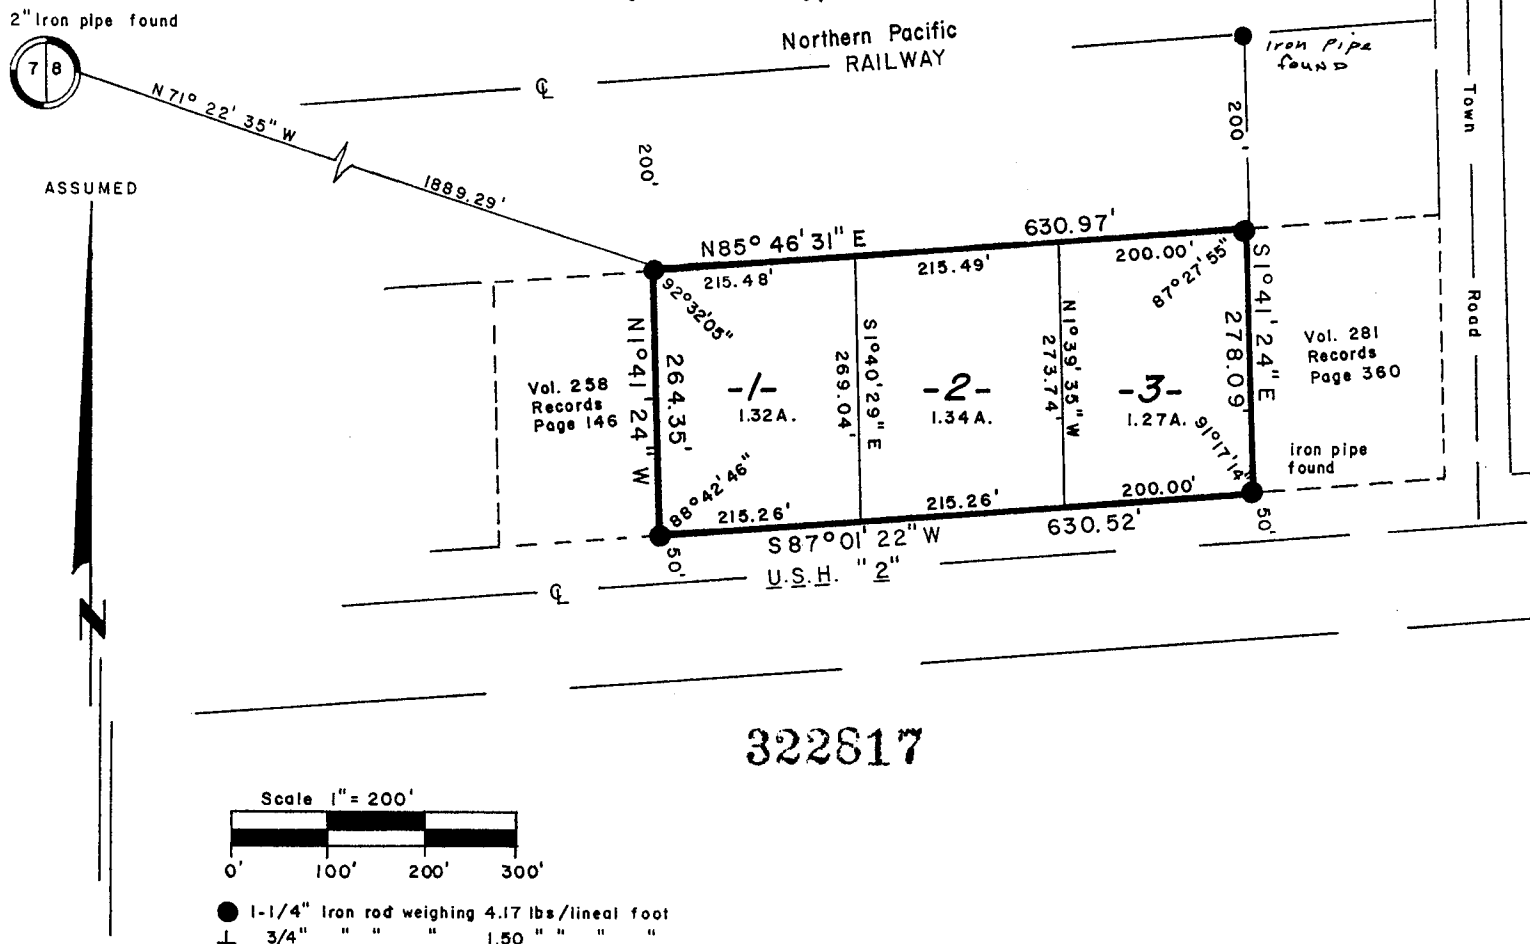 2" Iron pipe found
7 8
N 71° 22' 35" W
1889.29'
ASSUMED
N
Northern Pacific
RAILWAY
℄
Iron Pipe
found
200'
200'
Town
Road
N85° 46' 31" E
630.97'
215.48'
215.49'
200.00'
92°32'05"
87°27'55"
N1°41'24" W
264.35'
S1°40'29" E
269.04'
N1°39'35" W
273.74'
S1°41'24" E
278.09'
Vol. 258
Records
Page 146
-1-
1.32A.
-2-
1.34A.
-3-
1.27A.
Vol. 281
Records
Page 360
88°42'46"
91°17'14"
iron pipe
found
215.26'
215.26'
200.00'
S87°01'22" W
630.52'
50'
50'
℄
U.S.H. "2"
322817
Scale 1" = 200'
0' 100' 200' 300'
1-1/4" Iron rod weighing 4.17 lbs/lineal foot
3/4" " " " 1.50 " " " "